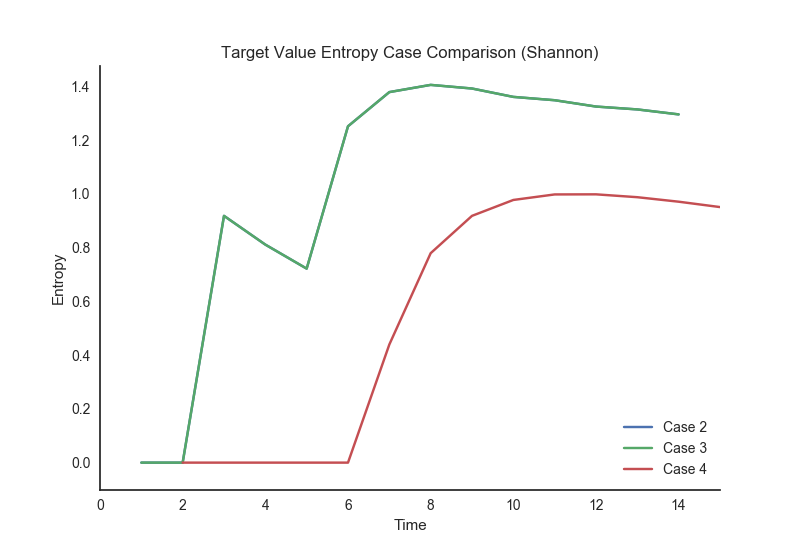 Target Value Entropy Case Comparison (Shannon)
1.4
1.2
1.0
0.8
0.6
0.4
0.2
0.0
Entropy
Case 2
Case 3
Case 4
0 2 4 6 8 10 12 14
Time